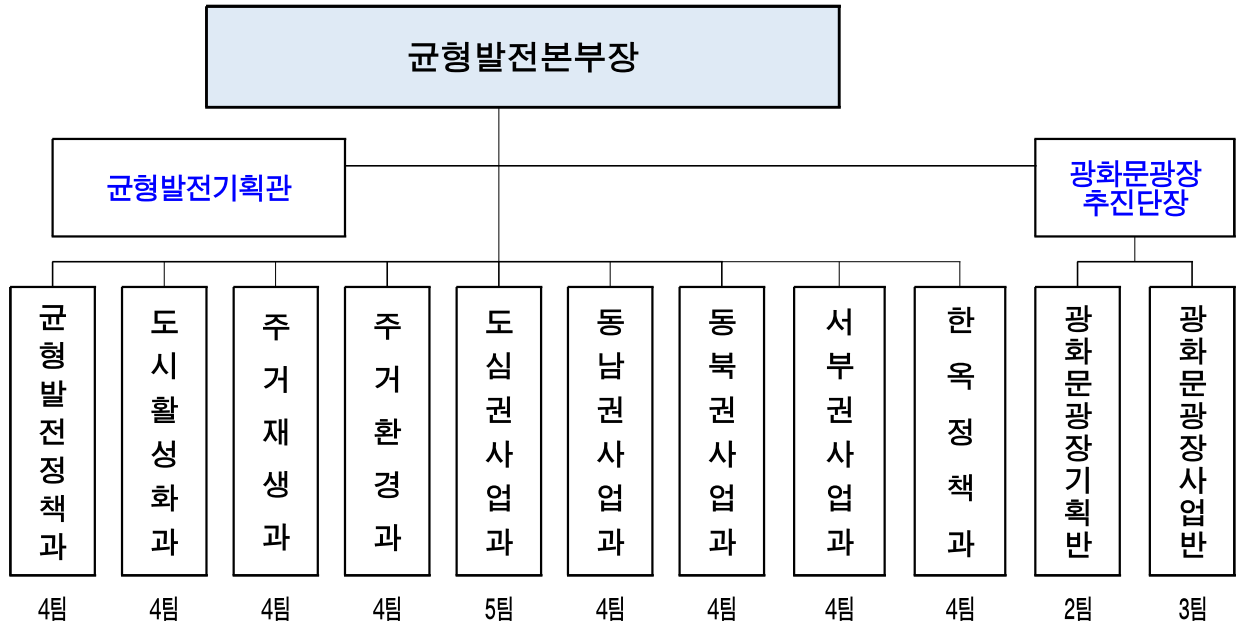 균형발전본부장
균형발전기획관
광화문광장
추진단장
균형발전정책과
도시활성화과
주거재생과
주거환경과
도심권사업과
동남권사업과
동북권사업과
서부권사업과
한옥정책과
광화문광장기획반
광화문광장사업반
4팀
4팀
4팀
4팀
5팀
4팀
4팀
4팀
4팀
2팀
3팀